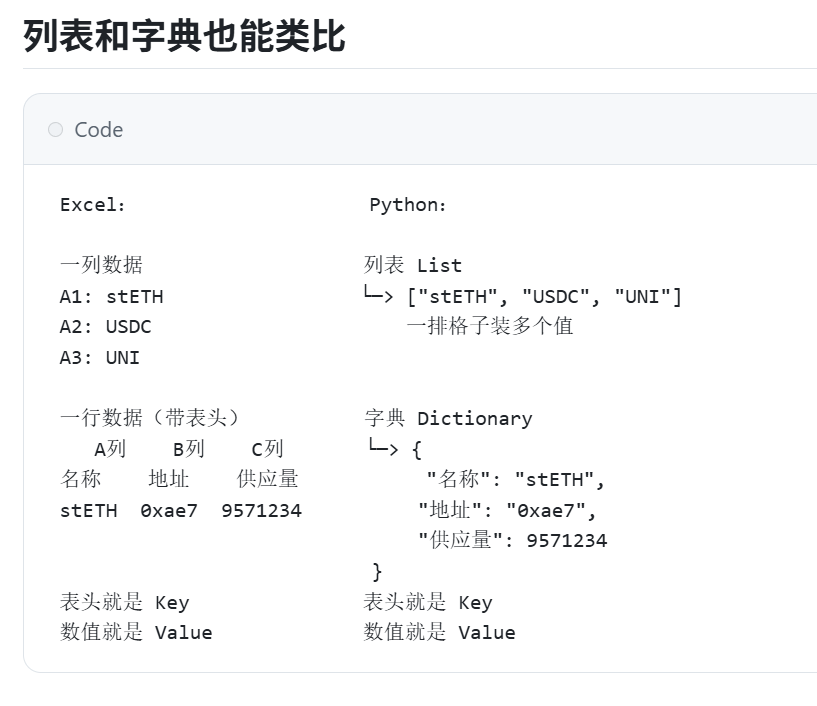 列表和字典也能类比
Code
Excel: Python:
一列数据 列表 List
A1: stETH └─> ["stETH", "USDC", "UNI"]
A2: USDC 一排格子装多个值
A3: UNI
一行数据（带表头） 字典 Dictionary
A列 B列 C列 └─> {
名称 地址 供应量 "名称": "stETH",
stETH 0xae7 9571234 "地址": "0xae7",
"供应量": 9571234
}
表头就是 Key 表头就是 Key
数值就是 Value 数值就是 Value